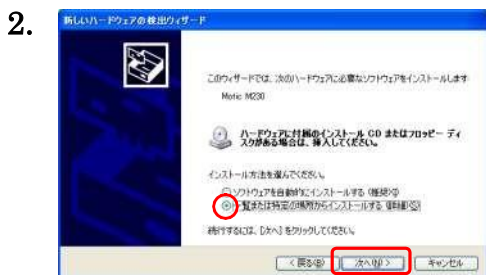 2.
新しいハードウェアの検出ウィザード
このウィザードでは、次のハードウェアに必要なソフトウェアをインストールします
Motic M230
ハードウェアに付属のインストール CD またはフロッピー ディ
スクがある場合は、挿入してください。
インストール方法を選んでください。
ソフトウェアを自動的にインストールする (推奨)(I)
一覧または特定の場所からインストールする (詳細)(S)
続行するには、[次へ] をクリックしてください。
< 戻る(B)
次へ(N) >
キャンセル